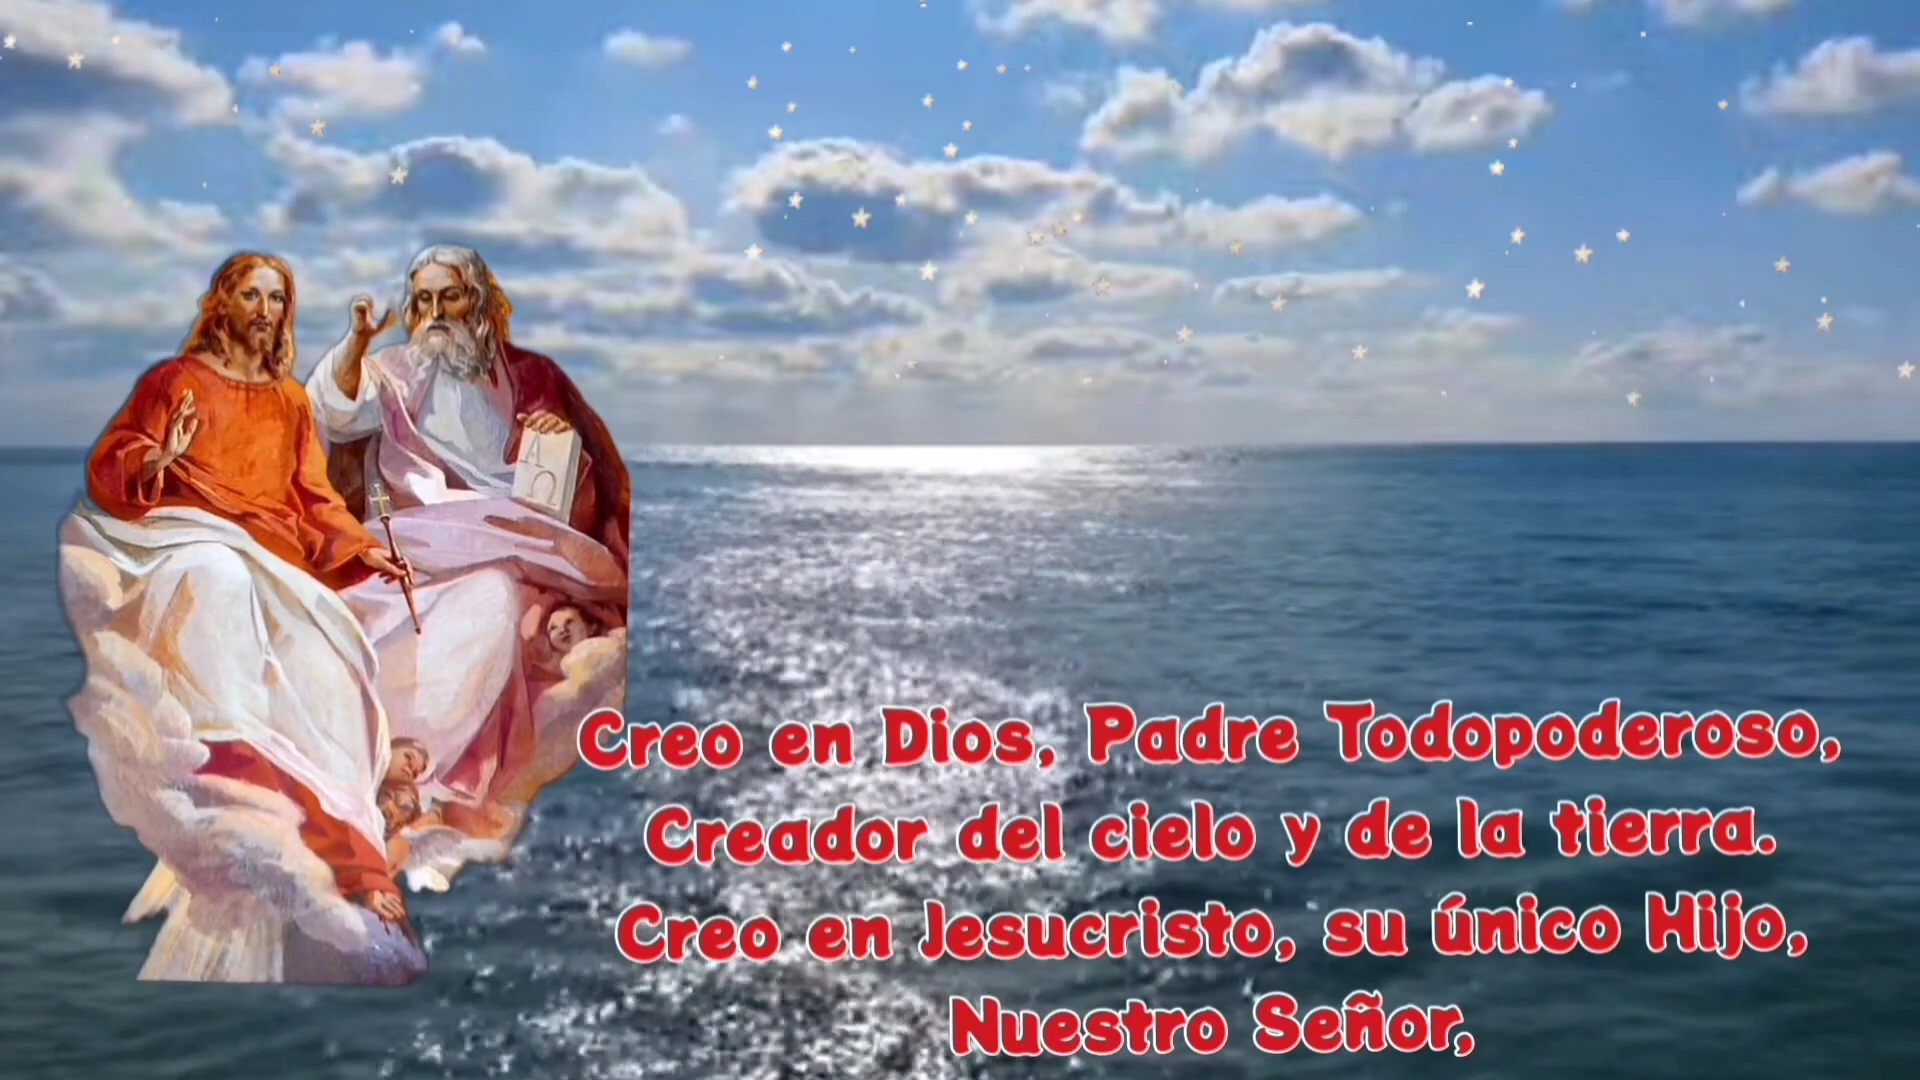 Α
Ω
Creo en Dios, Padre Todopoderoso,
Creador del cielo y de la tierra.
Creo en Jesucristo, su único Hijo,
Nuestro Señor,